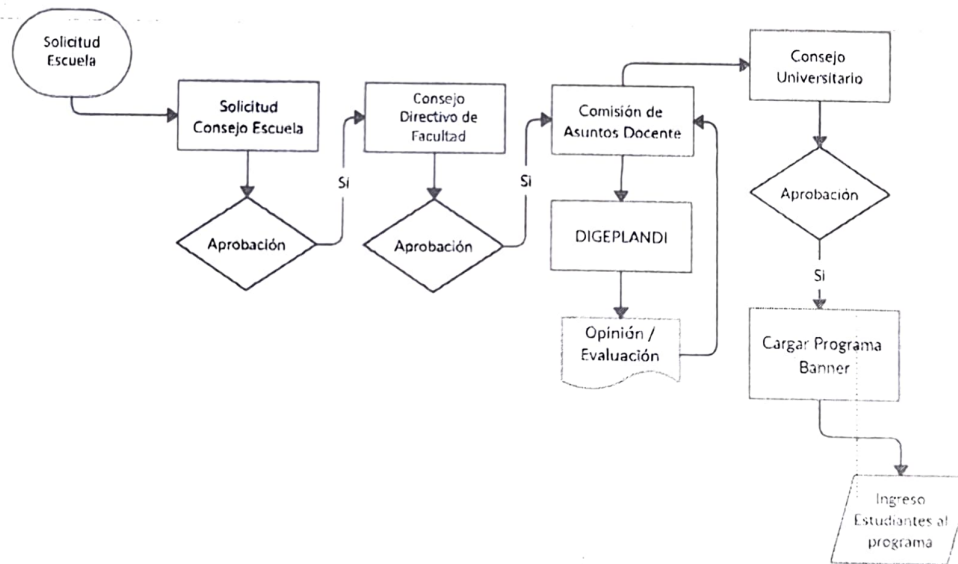 Solicitud
Escuela
Solicitud
Consejo Escuela
Aprobación
Si
Consejo
Directivo de
Facultad
Aprobación
Si
Comisión de
Asuntos Docente
DIGEPLANDI
Opinión /
Evaluación
Consejo
Universitario
Aprobación
Si
Cargar Programa
Banner
Ingreso
Estudiantes al
programa